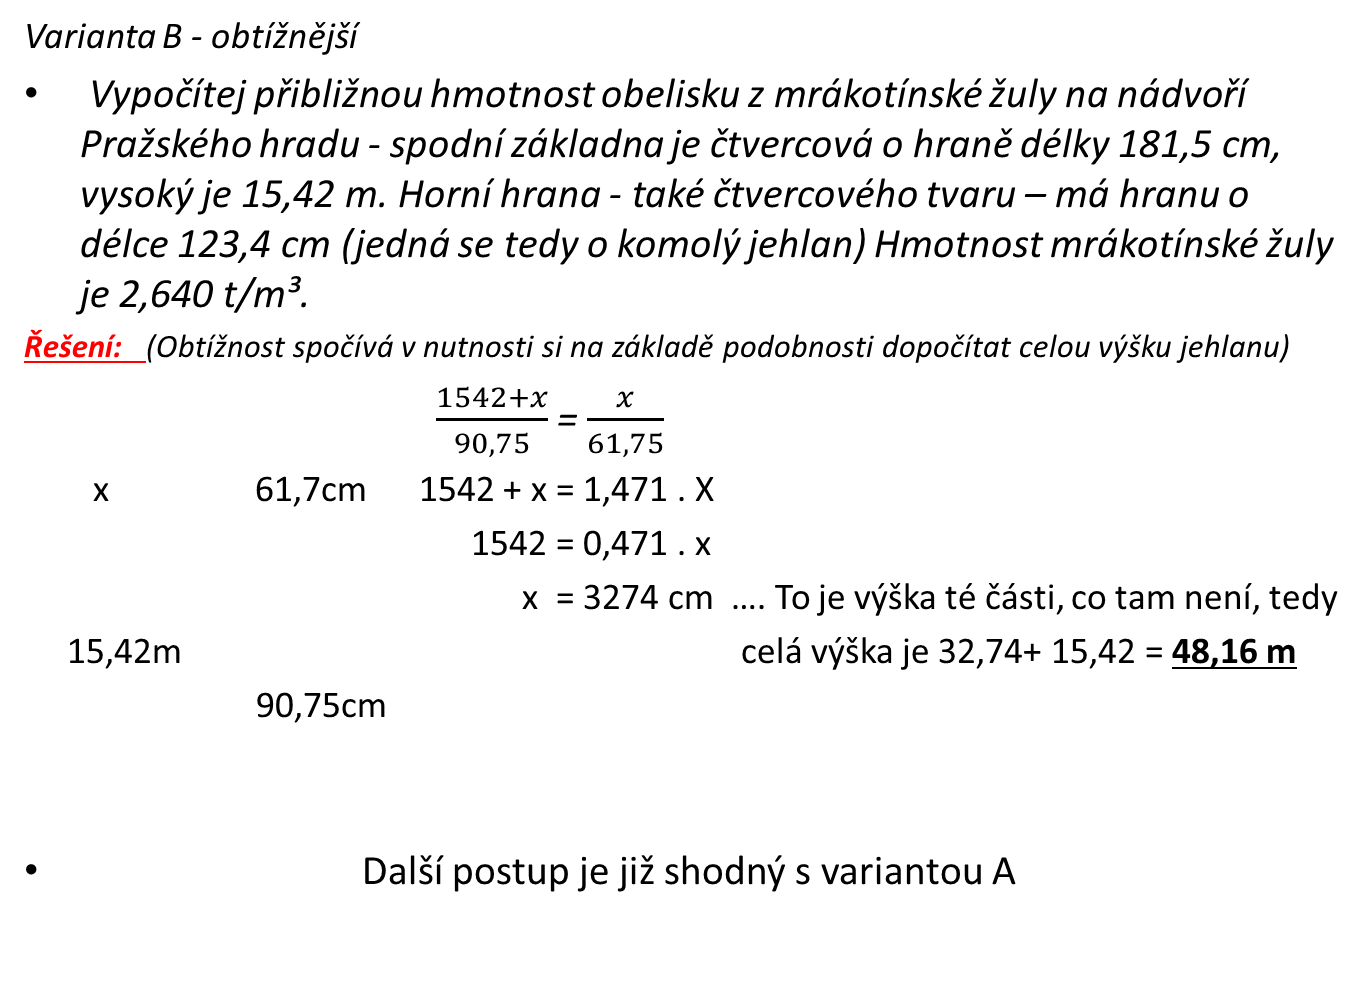 Varianta B - obtížnější
• Vypočítej přibližnou hmotnost obelisku z mrákotínské žuly na nádvoří
Pražského hradu - spodní základna je čtvercová o hraně délky 181,5 cm,
vysoký je 15,42 m. Horní hrana - také čtvercového tvaru – má hranu o
délce 123,4 cm (jedná se tedy o komolý jehlan) Hmotnost mrákotínské žuly
je 2,640 t/m³.
Řešení: (Obtížnost spočívá v nutnosti si na základě podobnosti dopočítat celou výšku jehlanu)
1542+x / 90,75 = x / 61,75
x 61,7cm 1542 + x = 1,471 . X
1542 = 0,471 . x
x = 3274 cm …. To je výška té části, co tam není, tedy
15,42m celá výška je 32,74+ 15,42 = 48,16 m
90,75cm
• Další postup je již shodný s variantou A